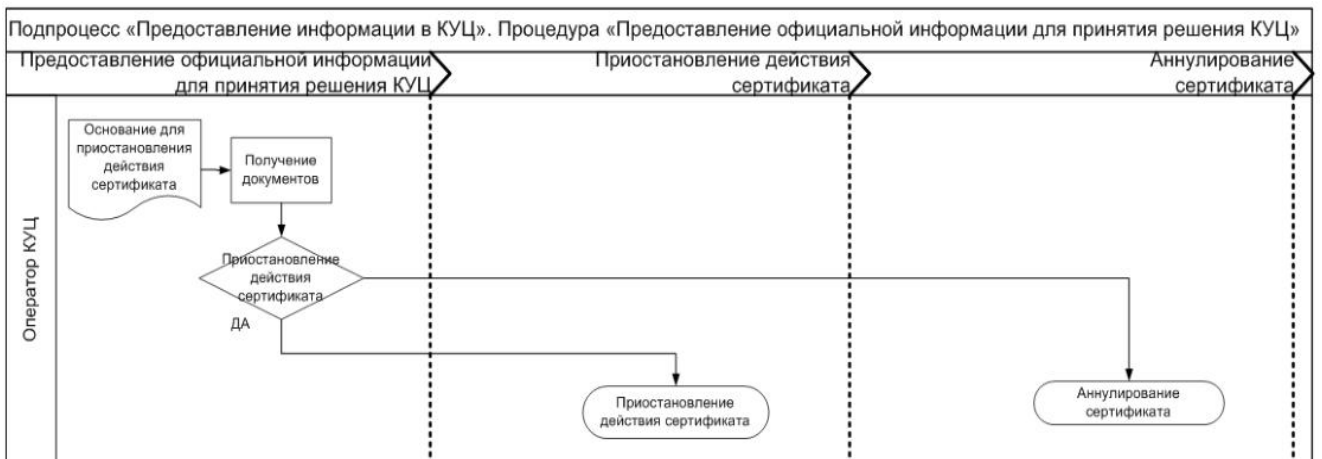 Подпроцесс «Предоставление информации в КУЦ». Процедура «Предоставление официальной информации для принятия решения КУЦ»
Предоставление официальной информации
для принятия решения КУЦ
Приостановление действия
сертификата
Аннулирование
сертификата
Оператор КУЦ
Основание для
приостановления
действия
сертификата
Получение
документов
Приостановление
действия
сертификата
ДА
Приостановление
действия сертификата
Аннулирование
сертификата